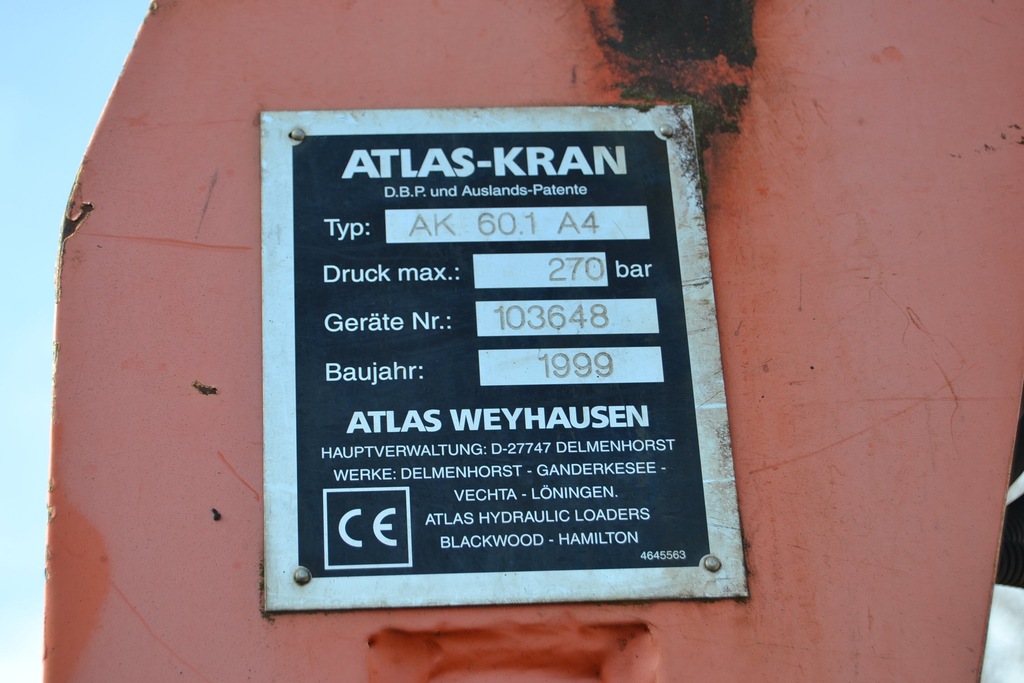 ATLAS-KRAN
D.B.P. und Auslands-Patente
Typ: AK 60.1 A4
Druck max.: 270 bar
Geräte Nr.: 103648
Baujahr: 1999
ATLAS WEYHAUSEN
HAUPTVERWALTUNG: D-27747 DELMENHORST
WERKE: DELMENHORST - GANDERKESEE -
VECHTA - LÖNINGEN.
ATLAS HYDRAULIC LOADERS
BLACKWOOD - HAMILTON
CE
4645563